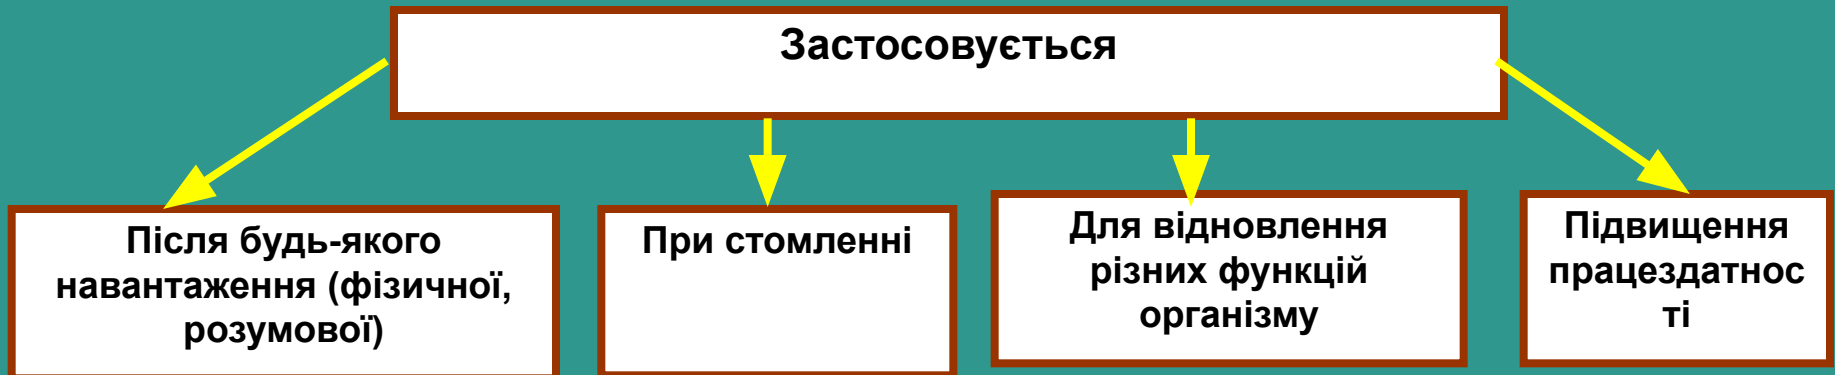 Застосовується
Після будь-якого
навантаження (фізичної,
розумової)
При стомленні
Для відновлення
різних функцій
організму
Підвищення
працездатнос
ті